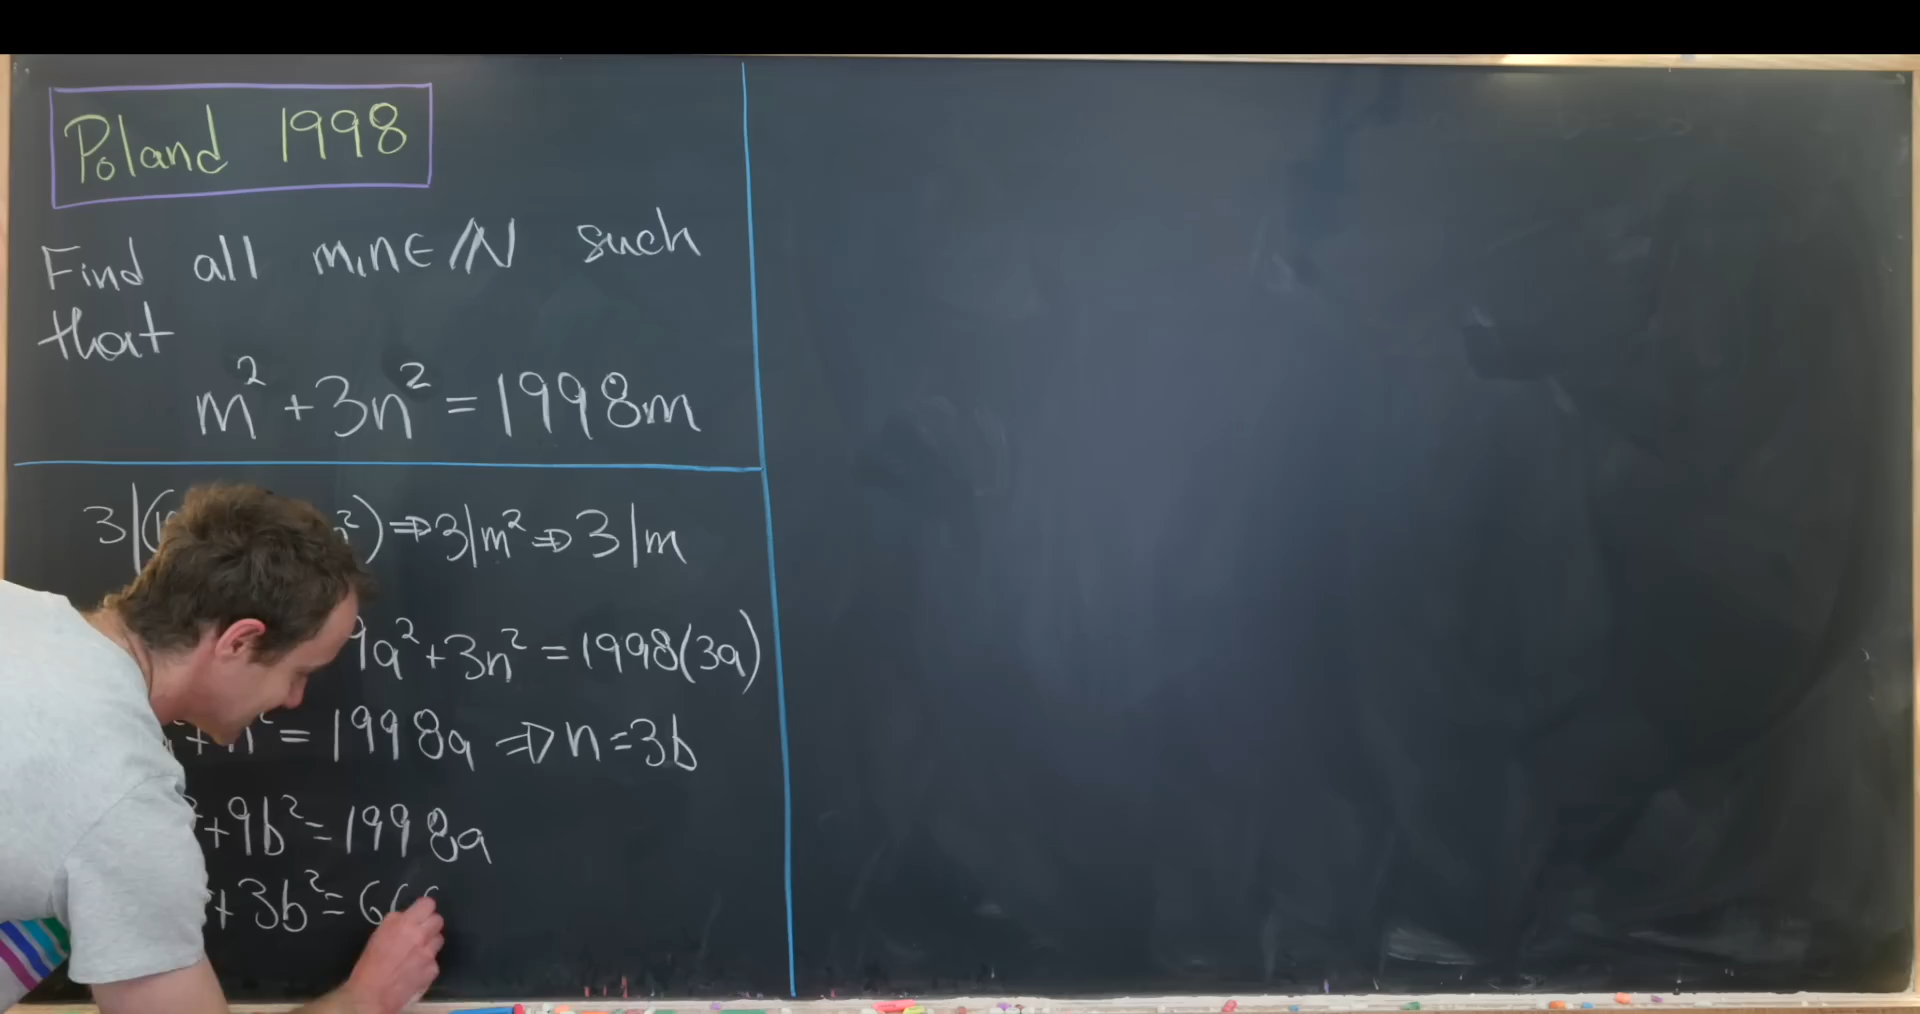 Poland 1998
Find all m,n∈ℕ such
that
m²+3n²=1998m
3|( ²)⇒3|m²⇒3|m
9a²+3n²=1998(3a)
+n²=1998a⇒n=3b
+9b²=1998a
+3b²=66